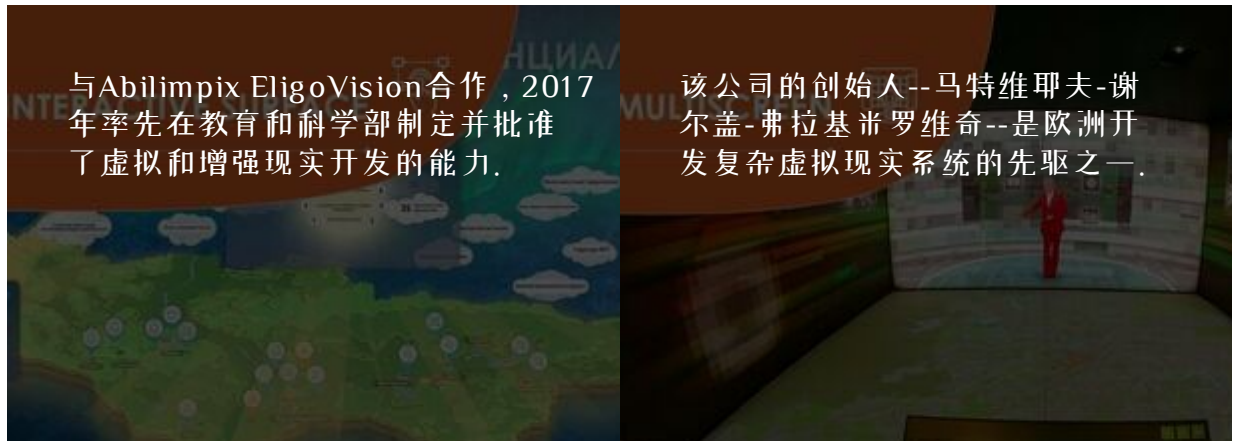 与Abilimpix EligoVision合作，2017
年率先在教育和科学部制定并批准
了虚拟和增强现实开发的能力.
该公司的创始人--马特维耶夫-谢
尔盖-弗拉基米罗维奇--是欧洲开
发复杂虚拟现实系统的先驱之一.
INTERACTIVE SURFACE
MULTISCREEN